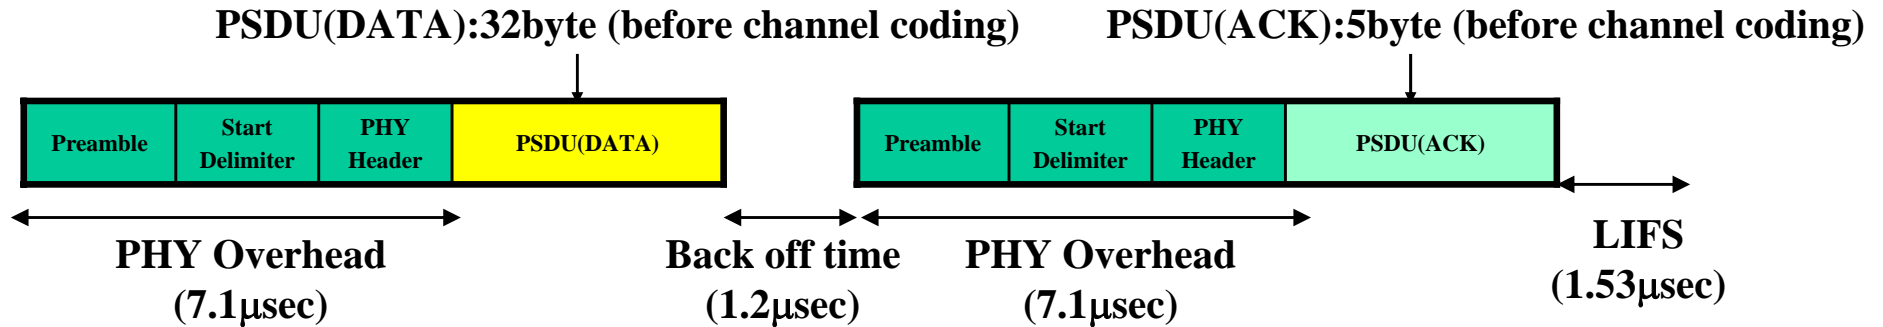 PSDU(DATA):32byte (before channel coding)
PSDU(ACK):5byte (before channel coding)
Preamble
Start
Delimiter
PHY
Header
PSDU(DATA)
Preamble
Start
Delimiter
PHY
Header
PSDU(ACK)
PHY Overhead
(7.1μsec)
Back off time
(1.2μsec)
PHY Overhead
(7.1μsec)
LIFS
(1.53μsec)